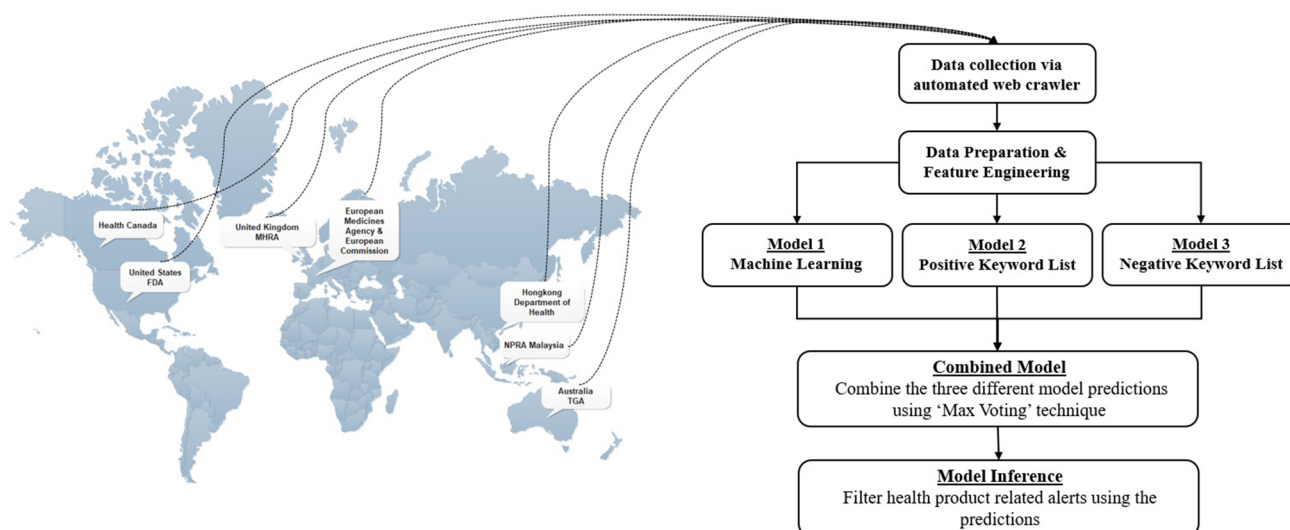 Health Canada
United States
FDA
United Kingdom
MHRA
European
Medicines
Agency &
European
Commission
Hongkong
Department of
Health
NPRA Malaysia
Australia
TGA
Data collection via
automated web crawler
Data Preparation &
Feature Engineering
Model 1
Machine Learning
Model 2
Positive Keyword List
Model 3
Negative Keyword List
Combined Model
Combine the three different model predictions
using ‘Max Voting’ technique
Model Inference
Filter health product related alerts using the
predictions